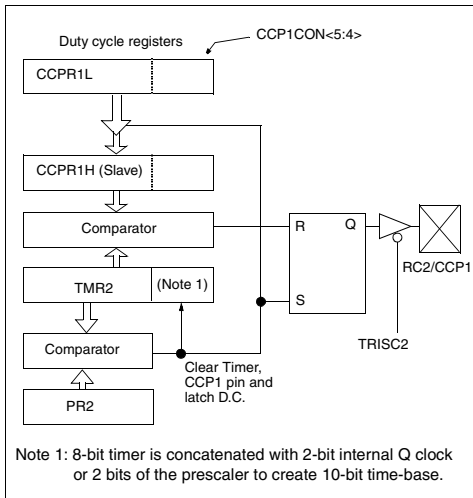 Duty cycle registers
CCP1CON<5:4>
CCPR1L
CCPR1H (Slave)
Comparator
R
Q
RC2/CCP1
TMR2
(Note 1)
S
TRISC2
Comparator
Clear Timer,
CCP1 pin and
latch D.C.
PR2
Note 1: 8-bit timer is concatenated with 2-bit internal Q clock
or 2 bits of the prescaler to create 10-bit time-base.